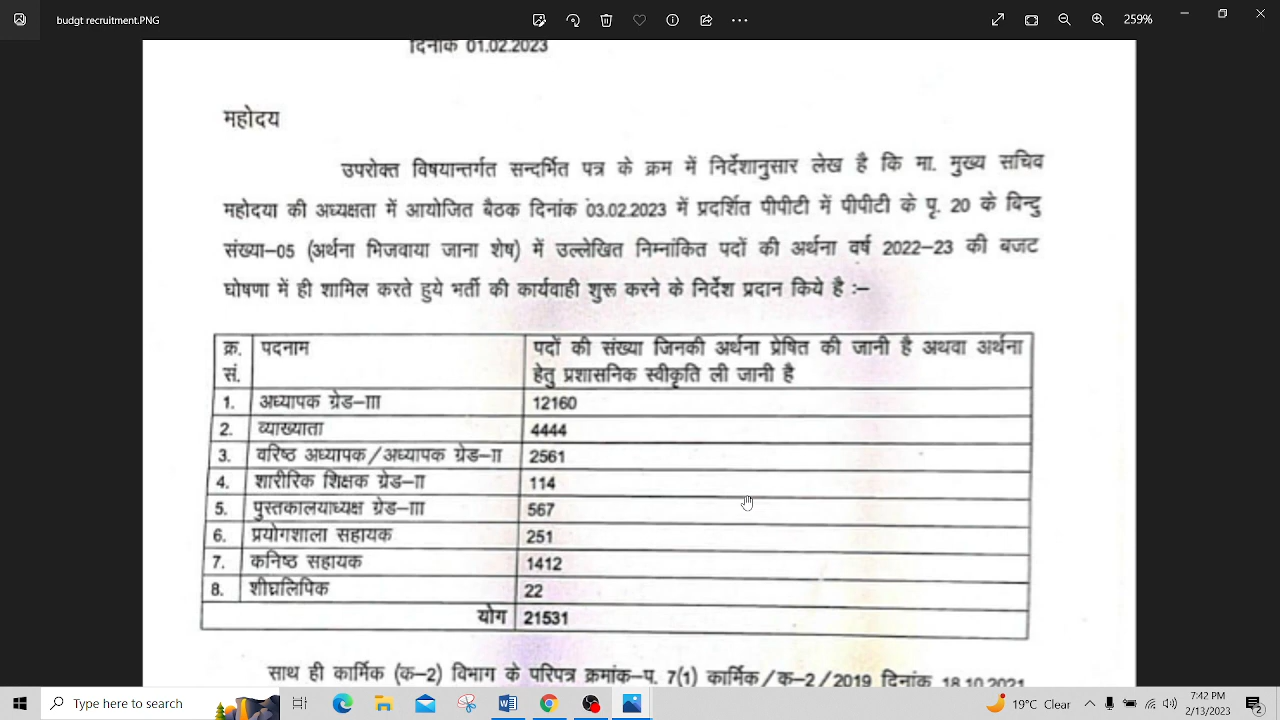 budgt recruitment.PNG
259%
दिनांक 01.02.2023
महोदय
उपरोक्त विषयान्तर्गत सन्दर्भित पत्र के क्रम में निर्देशानुसार लेख है कि मा. मुख्य सचिव
महोदया की अध्यक्षता में आयोजित बैठक दिनांक 03.02.2023 में प्रदर्शित पीपीटी में पीपीटी के पृ. 20 के बिन्दु
संख्या–05 (अर्थना भिजवाया जाना शेष) में उल्लेखित निम्नांकित पदों की अर्थना वर्ष 2022–23 की बजट
घोषणा में ही शामिल करते हुये भर्ती की कार्यवाही शुरू करने के निर्देश प्रदान किये है :–
क्र. पदनाम पदों की संख्या जिनकी अर्थना प्रेषित की जानी है अथवा अर्थना
सं. हेतु प्रशासनिक स्वीकृति ली जानी है
1. अध्यापक ग्रेड–III 12160
2. व्याख्याता 4444
3. वरिष्ठ अध्यापक/अध्यापक ग्रेड–II 2561
4. शारीरिक शिक्षक ग्रेड–II 114
5. पुस्तकालयाध्यक्ष ग्रेड–III 567
6. प्रयोगशाला सहायक 251
7. कनिष्ठ सहायक 1412
8. शीघ्रलिपिक 22
योग 21531
साथ ही कार्मिक (क–2) विभाग के परिपत्र क्रमांक–प. 7(1) कार्मिक/क–2/2019 दिनांक 18.10.2021
Type here to search
19°C Clear
7:42 PM
2/13/2023
2